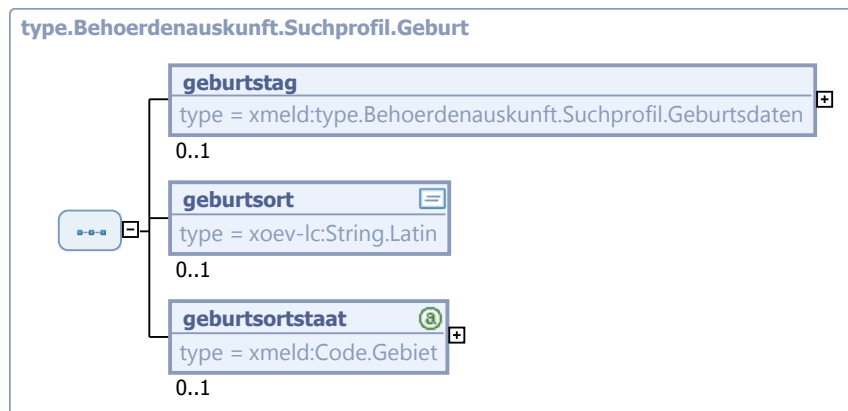 type.Behoerdenauskunft.Suchprofil.Geburt
geburtstag
type = xmeld:type.Behoerdenauskunft.Suchprofil.Geburtsdaten
0..1
geburtsort
type = xoev-lc:String.Latin
0..1
geburtsortstaat
type = xmeld:Code.Gebiet
0..1